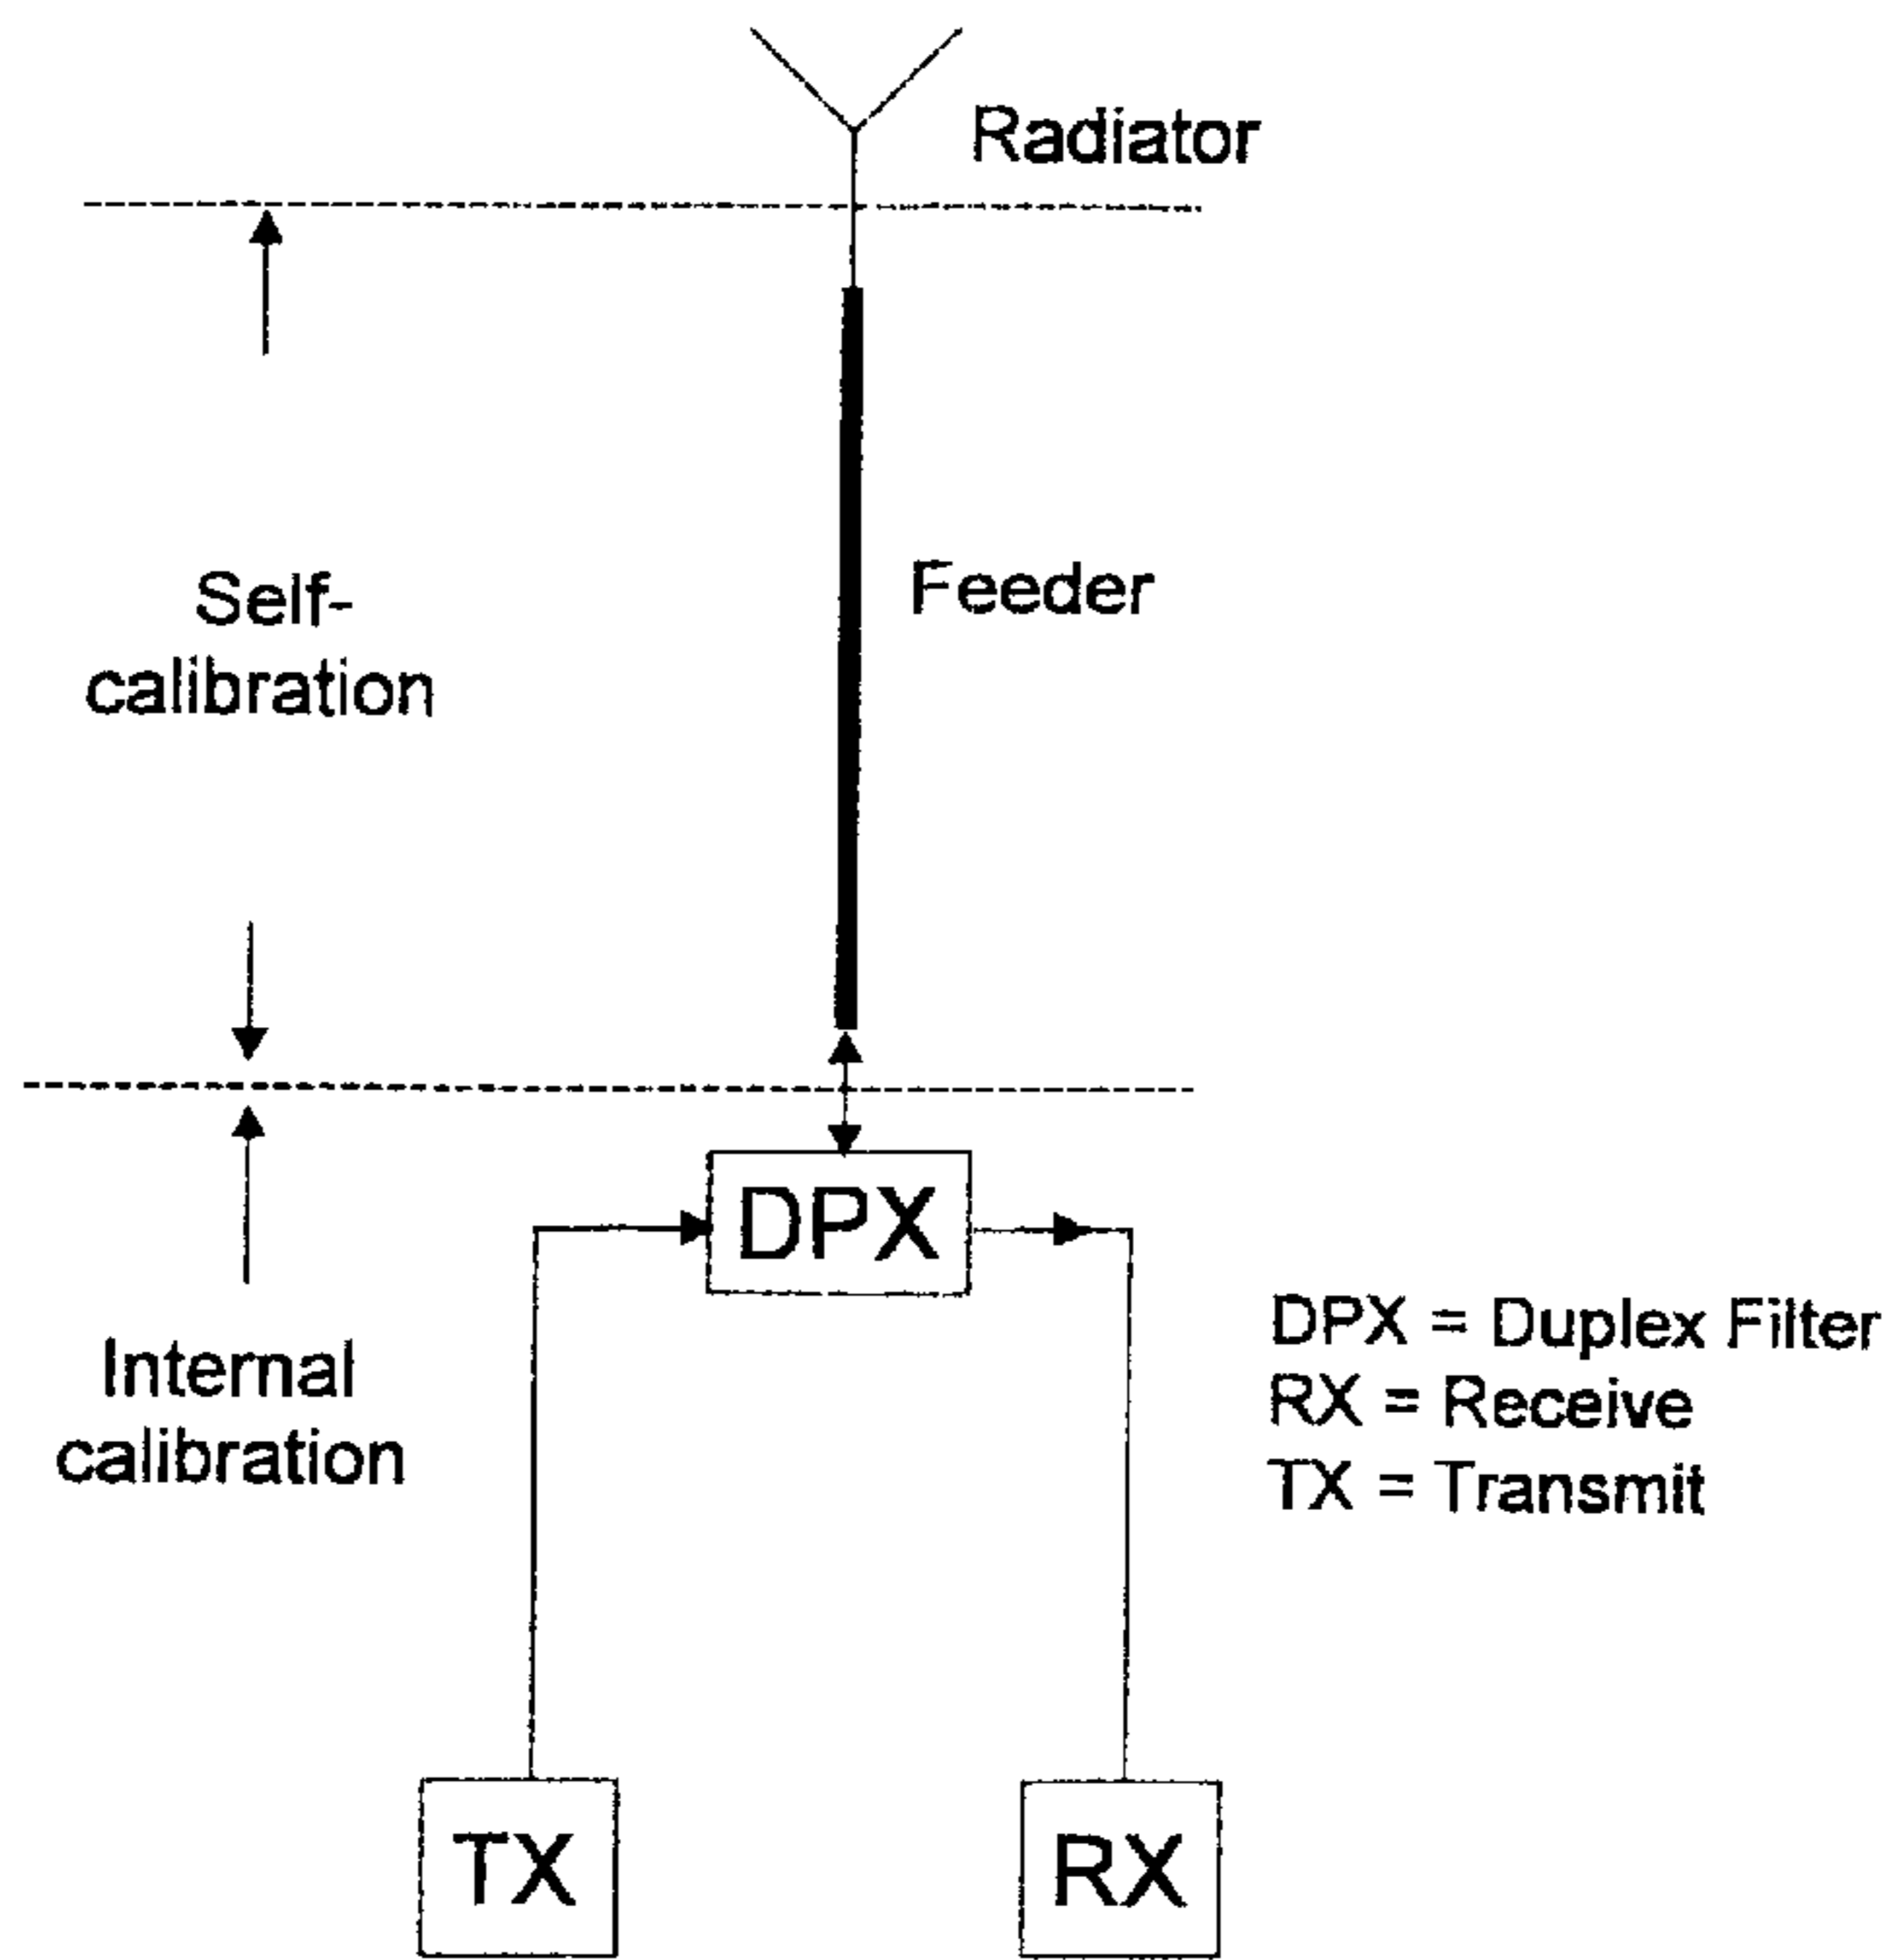 Radiator
Self-
calibration
Feeder
DPX
Internal
calibration
DPX = Duplex Filter
RX = Receive
TX = Transmit
TX
RX